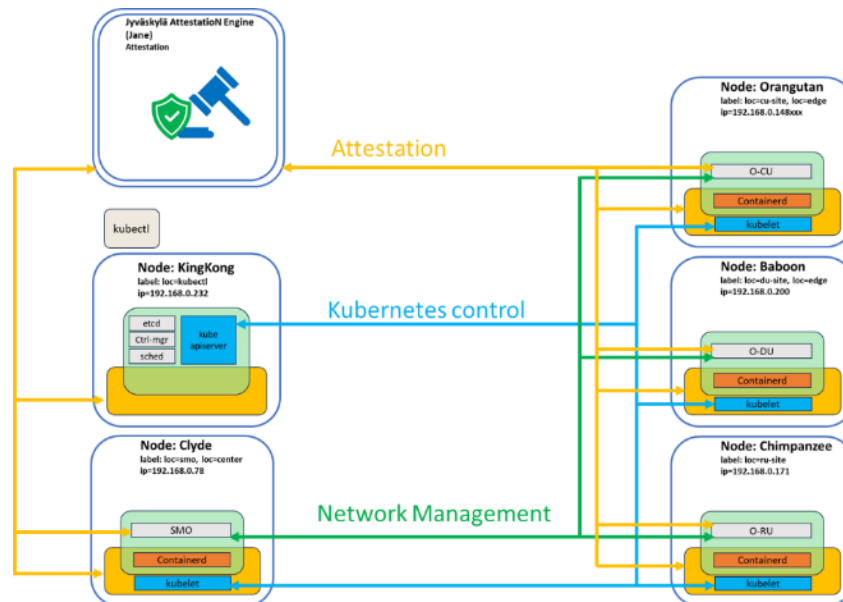 Jyväskylä AttestatioN Engine
(Jane)
Attestation
Attestation
kubectl
Node: KingKong
label: loc=kubectl
ip=192.168.0.232
etcd
Ctrl-mgr
sched
kube
apiserver
Kubernetes control
Node: Clyde
label: loc=smo, loc=center
ip=192.168.0.78
SMO
Containerd
kubelet
Network Management
Node: Orangutan
label: loc=cu-site, loc=edge
ip=192.168.0.148xxx
O-CU
Containerd
kubelet
Node: Baboon
label: loc=du-site, loc=edge
ip=192.168.0.200
O-DU
Containerd
kubelet
Node: Chimpanzee
label: loc=ru-site
ip=192.168.0.171
O-RU
Containerd
kubelet